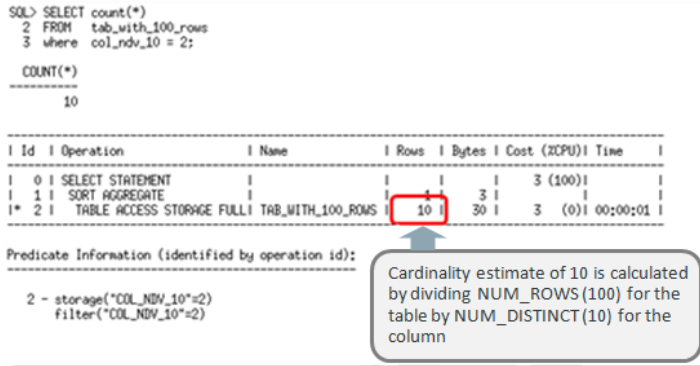 SQL> SELECT count(*)
2 FROM tab_with_100_rows
3 where col_ndv_10 = 2;
COUNT(*)
----------
10
--------------------------------------------------------------------------------
| Id | Operation | Name | Rows | Bytes | Cost (%CPU)| Time |
--------------------------------------------------------------------------------
| 0 | SELECT STATEMENT | | | | 3 (100)| |
| 1 | SORT AGGREGATE | | 1 | 3 | | |
|* 2 | TABLE ACCESS STORAGE FULL| TAB_WITH_100_ROWS | 10 | 30 | 3 (0)| 00:00:01 |
--------------------------------------------------------------------------------
Predicate Information (identified by operation id):
---------------------------------------------------
2 - storage("COL_NDV_10"=2)
filter("COL_NDV_10"=2)
Cardinality estimate of 10 is calculated
by dividing NUM_ROWS (100) for the
table by NUM_DISTINCT (10) for the
column